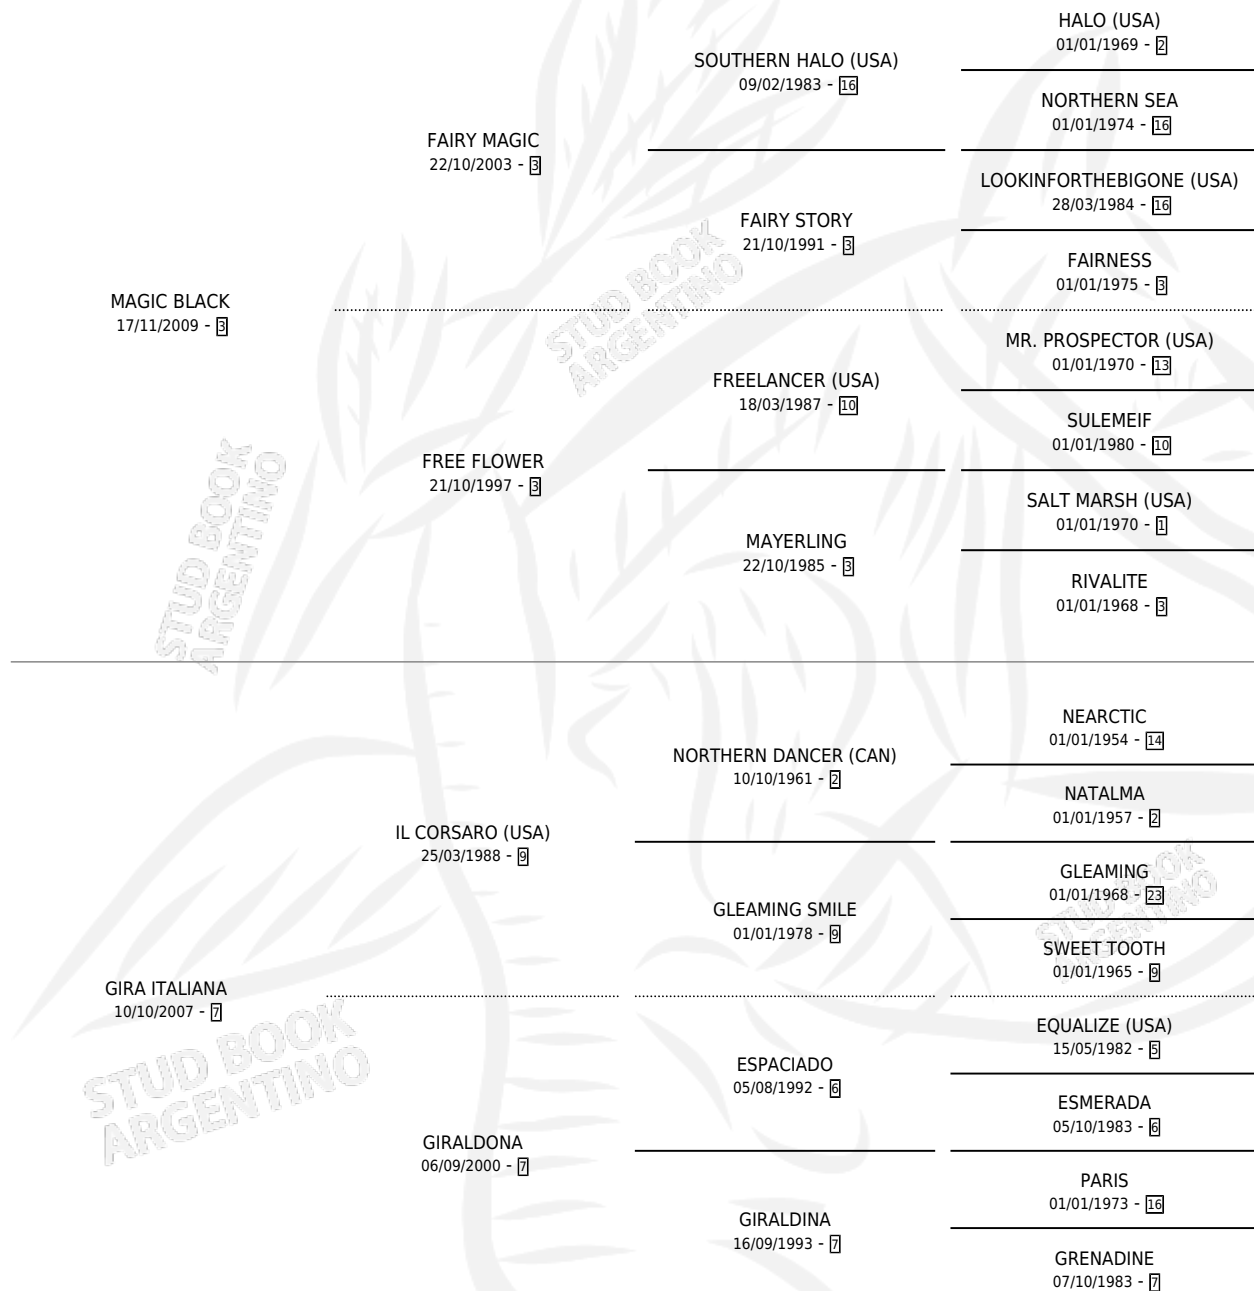 HALO (USA)
01/01/1969 - 2
SOUTHERN HALO (USA)
09/02/1983 - 16
NORTHERN SEA
01/01/1974 - 16
FAIRY MAGIC
22/10/2003 - 3
LOOKINFORTHEBIGONE (USA)
28/03/1984 - 16
FAIRY STORY
21/10/1991 - 3
FAIRNESS
01/01/1975 - 3
MAGIC BLACK
17/11/2009 - 3
STUD BOOK
ARGENTINO
MR. PROSPECTOR (USA)
01/01/1970 - 13
FREELANCER (USA)
18/03/1987 - 10
SULEMEIF
01/01/1980 - 10
FREE FLOWER
21/10/1997 - 3
SALT MARSH (USA)
01/01/1970 - 1
MAYERLING
22/10/1985 - 3
RIVALITE
01/01/1968 - 3
STUD BOOK
ARGENTINO
NEARCTIC
01/01/1954 - 14
NORTHERN DANCER (CAN)
10/10/1961 - 2
NATALMA
01/01/1957 - 2
IL CORSARO (USA)
25/03/1988 - 9
GLEAMING
01/01/1968 - 23
GLEAMING SMILE
01/01/1978 - 9
STUD BOOK
ARGENTINO
SWEET TOOTH
01/01/1965 - 9
GIRA ITALIANA
10/10/2007 - 7
STUD BOOK
ARGENTINO
EQUALIZE (USA)
15/05/1982 - 5
ESPACIADO
05/08/1992 - 6
ESMERADA
05/10/1983 - 6
GIRALDONA
06/09/2000 - 7
PARIS
01/01/1973 - 16
GIRALDINA
16/09/1993 - 7
GRENADINE
07/10/1983 - 7